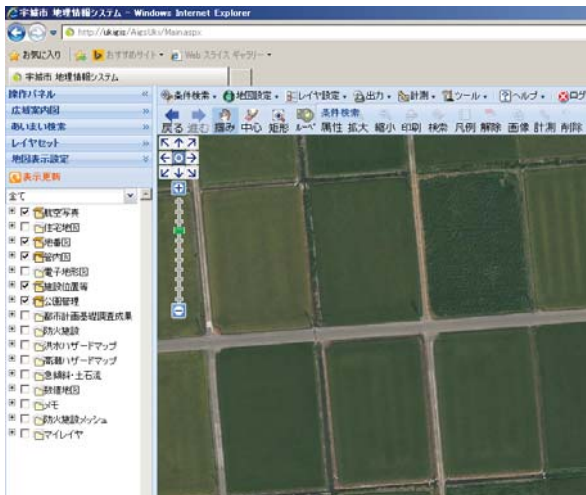 宇城市 地理情報システム - Windows Internet Explorer
http://ukigis/AigsUki/Main.aspx
お気に入り おすすめサイト Web スライス ギャラリー
宇城市 地理情報システム
操作パネル 条件検索 地図設定 レイヤ設定 出力 計測 ツール ヘルプ ログ
広域案内図 条件検索
あいまい検索 戻る 進む 掴み 中心 矩形 ルーペ 属性 拡大 縮小 印刷 検索 凡例 解除 画像 計測 削除
レイヤセット
地図表示設定
表示更新
全て
航空写真
住宅地図
地番図
管内図
電子地形図
施設位置等
公園管理
都市計画基礎調査成果
防火施設
洪水ハザードマップ
高潮ハザードマップ
急傾斜・土石流
数値地図
メモ
防火施設メッシュ
マイレイヤ